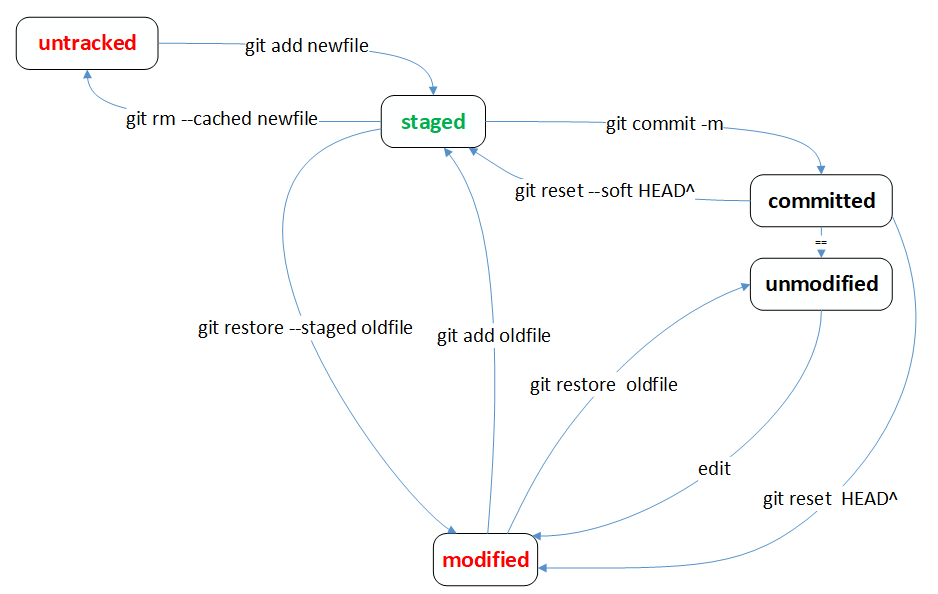 untracked
git add newfile
git rm --cached newfile
staged
git commit -m
git reset --soft HEAD^
committed
==
unmodified
git restore --staged oldfile
git add oldfile
git restore  oldfile
edit
git reset  HEAD^
modified